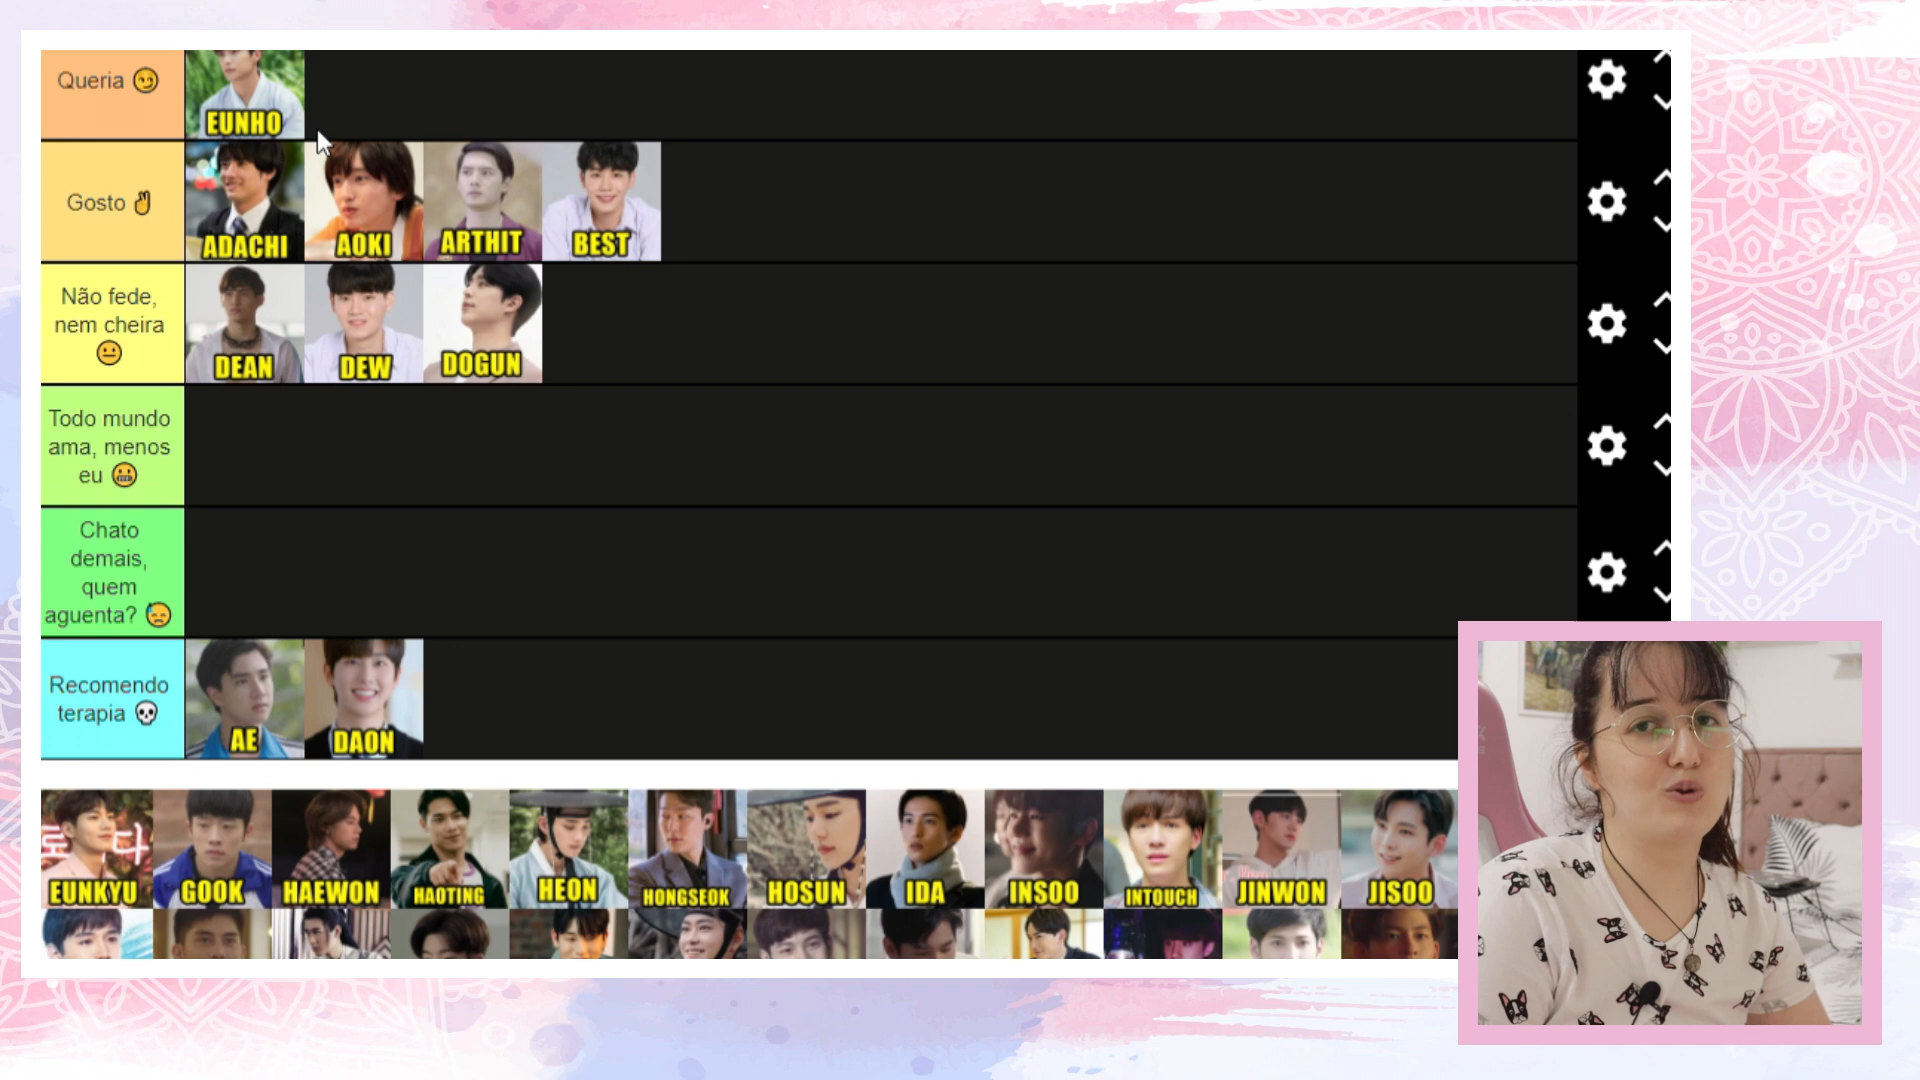 Queria 😏
EUNHO
Gosto ✌
ADACHI
AOKI
ARTHIT
BEST
Não fede,
nem cheira
😐
DEAN
DEW
DOGUN
Todo mundo
ama, menos
eu 😬
Chato
demais,
quem
aguenta? 😓
Recomendo
terapia 💀
AE
DAON
EUNKYU
GOOK
HAEWON
HAOTING
HEON
HONGSEOK
HOSUN
IDA
INSOO
INTOUCH
JINWON
JISOO